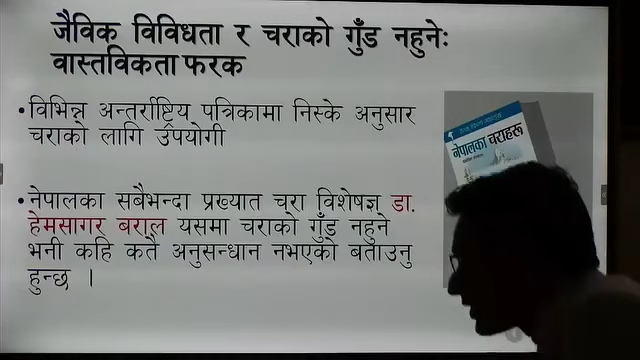 जैविक विविधता र चराको गुँड नहुनेः
वास्तविकता फरक
•विभिन्न अन्तर्राष्ट्रिय पत्रिकामा निस्के अनुसार
चराको लागि उपयोगी
•नेपालका सबैभन्दा प्रख्यात चरा विशेषज्ञ डा.
हेमसागर बराल यसमा चराको गुँड नहुने
भनी कहि कतै अनुसन्धान नभएको बताउनु
हुन्छ ।
नेपालका चराहरू